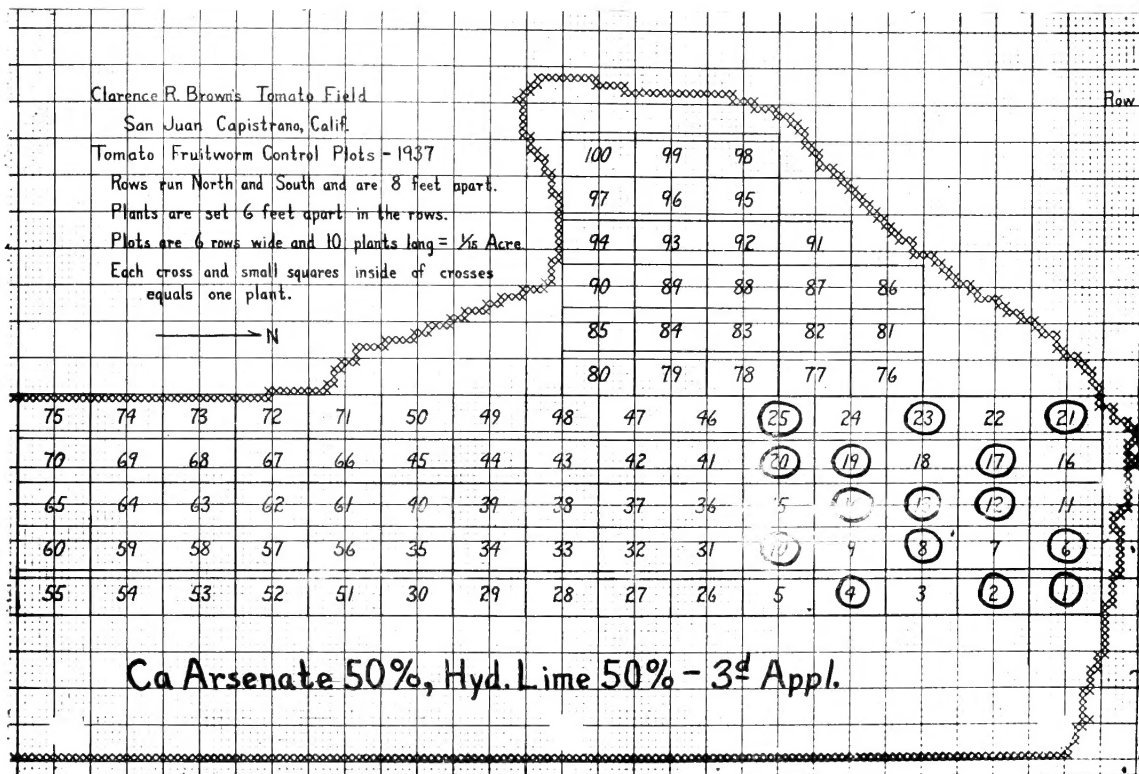 Clarence R. Brown's Tomato Field
San Juan Capistrano, Calif.
Tomato Fruitworm Control Plots - 1937
Rows run North and South and are 8 feet apart.
Plants are set 6 feet apart in the rows.
Plots are 6 rows wide and 10 plants long = 1/15 Acre
Each cross and small squares inside of crosses
equals one plant.
N
Row
100 99 98
97 96 95
94 93 92 91
90 89 88 87 86
85 84 83 82 81
80 79 78 77 76
75 74 73 72 71 50 49 48 47 46 25 24 23 22 21
70 69 68 67 66 45 44 43 42 41 20 19 18 17 16
65 64 63 62 61 40 39 38 37 36 5 14 13 12 11
60 59 58 57 56 35 34 33 32 31 10 9 8 7 6
55 54 53 52 51 30 29 28 27 26 5 4 3 2 1
Ca Arsenate 50%, Hyd. Lime 50% - 3d Appl.